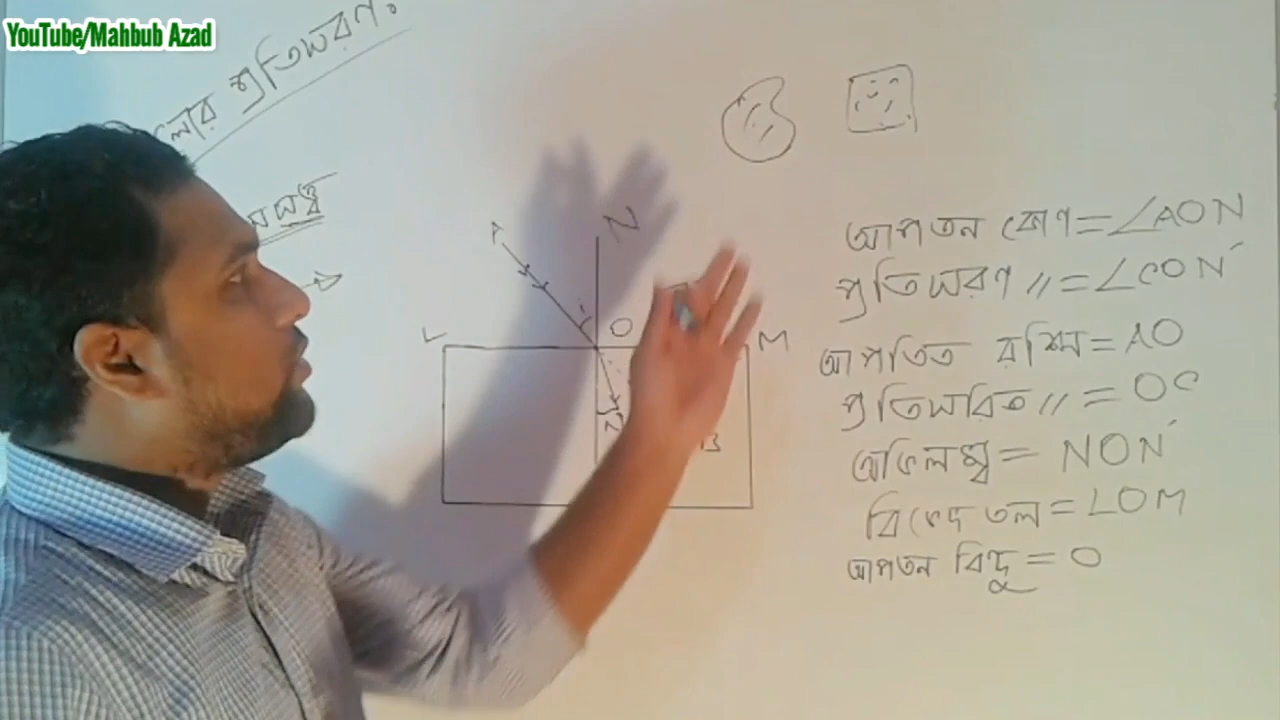 YouTube/Mahbub Azad
লোর প্রতিসরণ।
A
N
L
O
M
i
r
B
আপতন কোণ = ∠AON
প্রতিসরণ 〃 = ∠CON'
আপতিত রশ্মি = AO
প্রতিসরিত 〃 = OC
অভিলম্ব = NON'
বিভেদ তল = LOM
আপতন বিন্দু = O